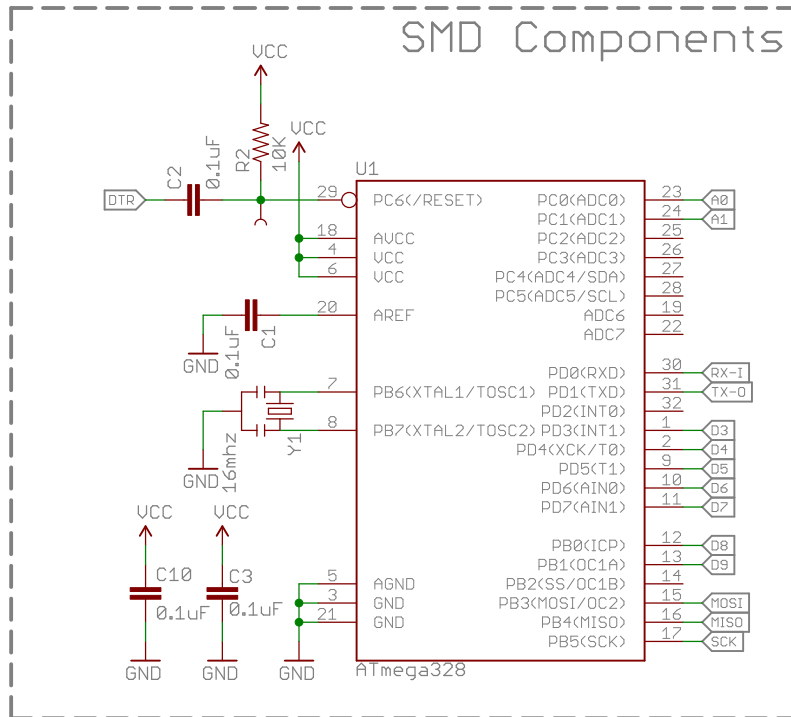 SMD Components
VCC
VCC
R2
10K
C2
0.1uF
DTR
U1
29 PC6(/RESET)
18 AVCC
4 VCC
6 VCC
20 AREF
C1
0.1uF
GND
7 PB6(XTAL1/TOSC1)
8 PB7(XTAL2/TOSC2)
Y1
16mhz
GND
5 AGND
3 GND
21 GND
GND
VCC
C10
0.1uF
GND
VCC
C3
0.1uF
GND
PC0(ADC0) 23 A0
PC1(ADC1) 24 A1
PC2(ADC2) 25
PC3(ADC3) 26
PC4(ADC4/SDA) 27
PC5(ADC5/SCL) 28
ADC6 19
ADC7 22
PD0(RXD) 30 RX-I
PD1(TXD) 31 TX-O
PD2(INT0) 32
PD3(INT1) 1 D3
PD4(XCK/T0) 2 D4
PD5(T1) 9 D5
PD6(AIN0) 10 D6
PD7(AIN1) 11 D7
PB0(ICP) 12 D8
PB1(OC1A) 13 D9
PB2(SS/OC1B) 14
PB3(MOSI/OC2) 15 MOSI
PB4(MISO) 16 MISO
PB5(SCK) 17 SCK
ATmega328